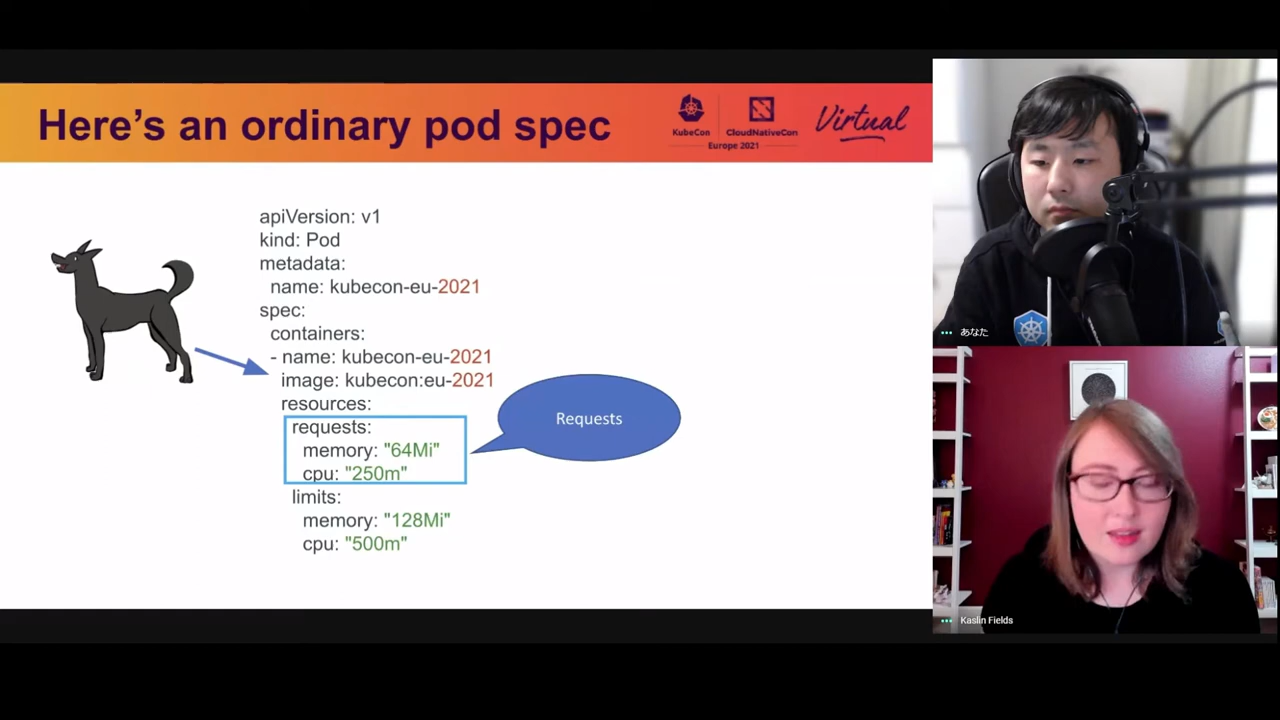 Here's an ordinary pod spec
KubeCon
CloudNativeCon
Europe 2021
Virtual
apiVersion: v1
kind: Pod
metadata:
name: kubecon-eu-2021
spec:
containers:
- name: kubecon-eu-2021
image: kubecon:eu-2021
resources:
requests:
memory: "64Mi"
cpu: "250m"
limits:
memory: "128Mi"
cpu: "500m"
Requests
あなた
Kaslin Fields